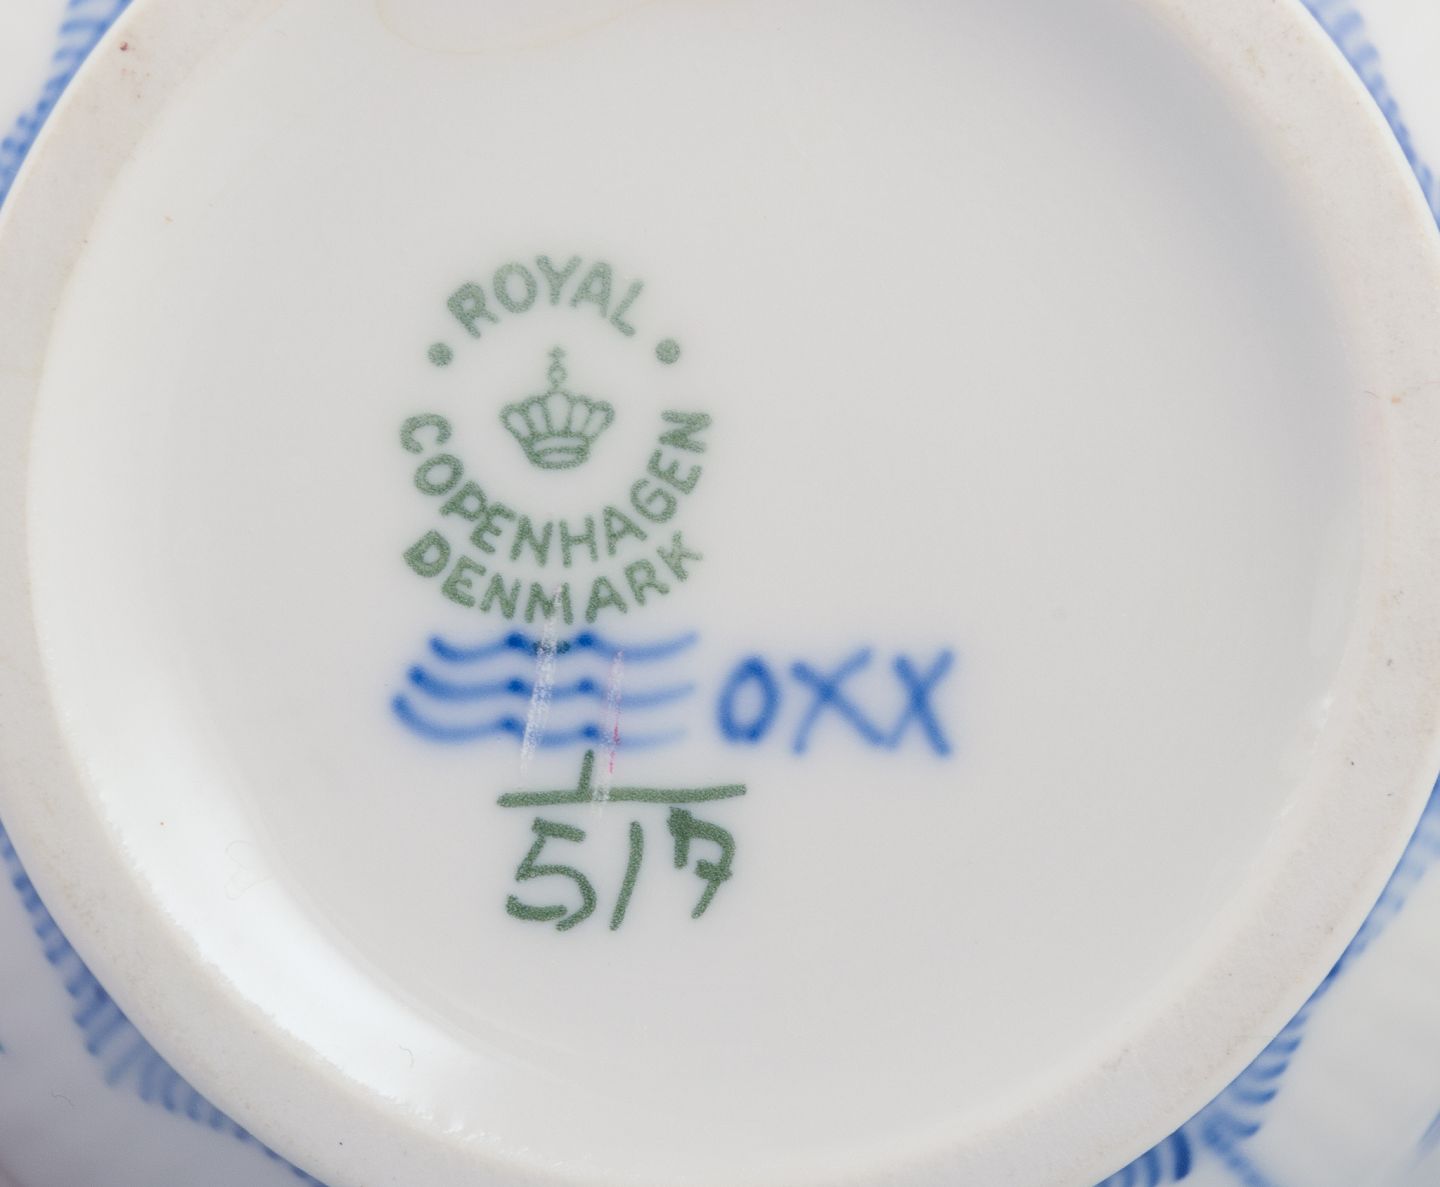 ROYAL
COPENHAGEN
DENMARK
OXX
1
517